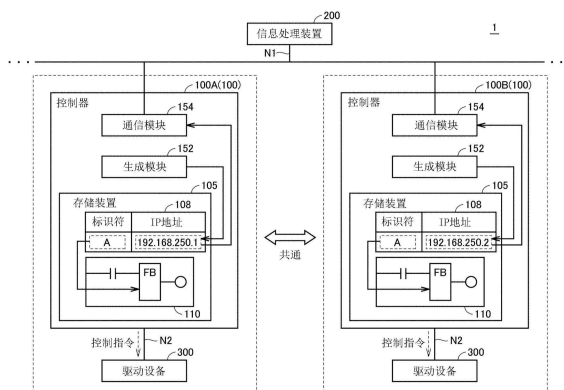 200
信息处理装置
1
N1
100A(100)
控制器
154
通信模块
152
生成模块
105
存储装置
108
标识符 IP地址
A 192.168.250.1
FB
110
控制指令
N2
300
驱动设备
共通
100B(100)
控制器
154
通信模块
152
生成模块
105
存储装置
108
标识符 IP地址
A 192.168.250.2
FB
110
控制指令
N2
300
驱动设备